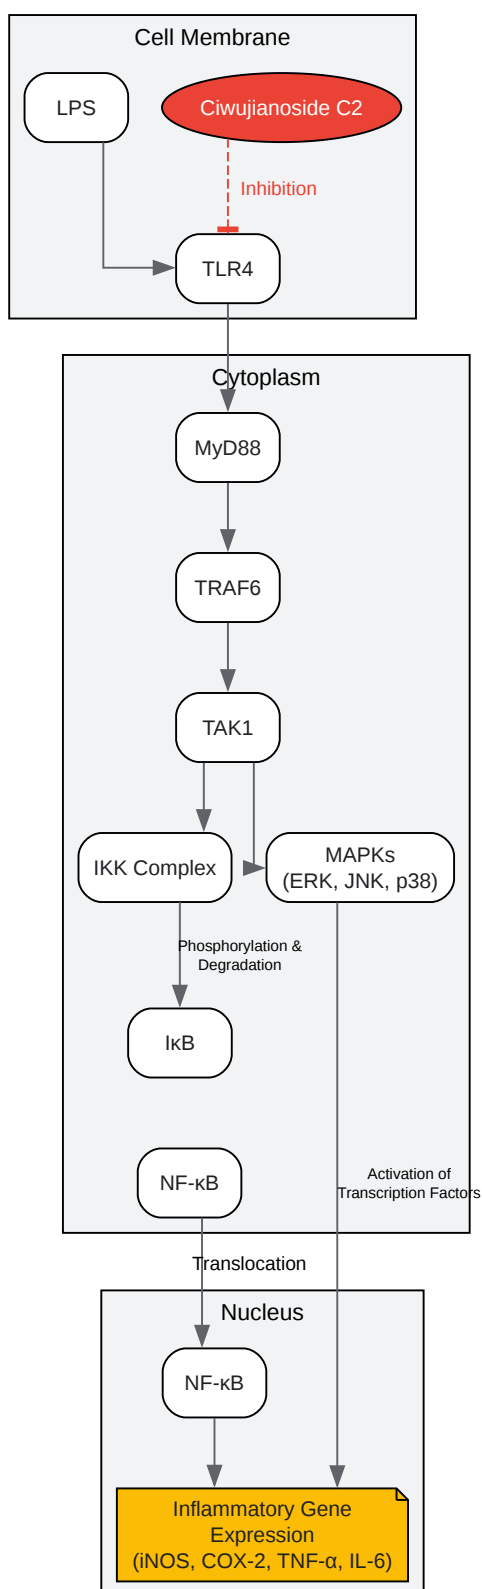 Cell Membrane
LPS
Ciwujianoside C2
Inhibition
TLR4
Cytoplasm
MyD88
TRAF6
TAK1
IKK Complex
MAPKs
(ERK, JNK, p38)
Phosphorylation &
Degradation
IκB
NF-κB
Activation of
Transcription Factors
Translocation
Nucleus
NF-κB
Inflammatory Gene
Expression
(iNOS, COX-2, TNF-α, IL-6)